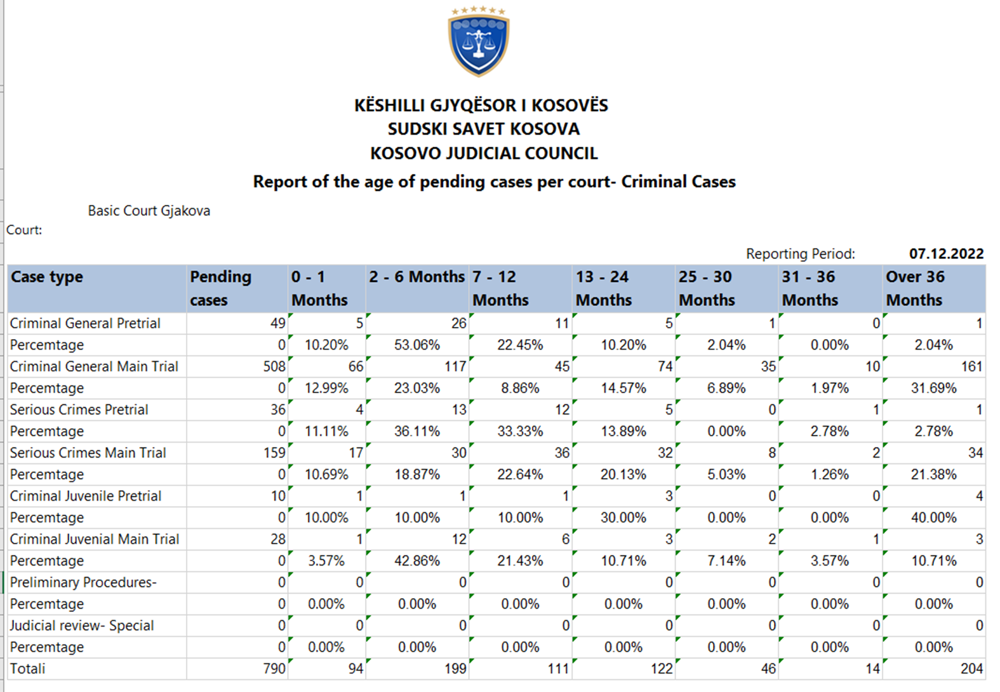 KËSHILLI GJYQËSOR I KOSOVËS
SUDSKI SAVET KOSOVA
KOSOVO JUDICIAL COUNCIL
Report of the age of pending cases per court- Criminal Cases
Basic Court Gjakova
Court:
Reporting Period: 07.12.2022
Case type Pending cases 0 - 1 Months 2 - 6 Months 7 - 12 Months 13 - 24 Months 25 - 30 Months 31 - 36 Months Over 36 Months
Criminal General Pretrial 49 5 26 11 5 1 0 1
Percemtage 0 10.20% 53.06% 22.45% 10.20% 2.04% 0.00% 2.04%
Criminal General Main Trial 508 66 117 45 74 35 10 161
Percemtage 0 12.99% 23.03% 8.86% 14.57% 6.89% 1.97% 31.69%
Serious Crimes Pretrial 36 4 13 12 5 0 1 1
Percemtage 0 11.11% 36.11% 33.33% 13.89% 0.00% 2.78% 2.78%
Serious Crimes Main Trial 159 17 30 36 32 8 2 34
Percemtage 0 10.69% 18.87% 22.64% 20.13% 5.03% 1.26% 21.38%
Criminal Juvenile Pretrial 10 1 1 1 3 0 0 4
Percemtage 0 10.00% 10.00% 10.00% 30.00% 0.00% 0.00% 40.00%
Criminal Juvenial Main Trial 28 1 12 6 3 2 1 3
Percemtage 0 3.57% 42.86% 21.43% 10.71% 7.14% 3.57% 10.71%
Preliminary Procedures- 0 0 0 0 0 0 0 0
Percemtage 0 0.00% 0.00% 0.00% 0.00% 0.00% 0.00% 0.00%
Judicial review- Special 0 0 0 0 0 0 0 0
Percemtage 0 0.00% 0.00% 0.00% 0.00% 0.00% 0.00% 0.00%
Totali 790 94 199 111 122 46 14 204